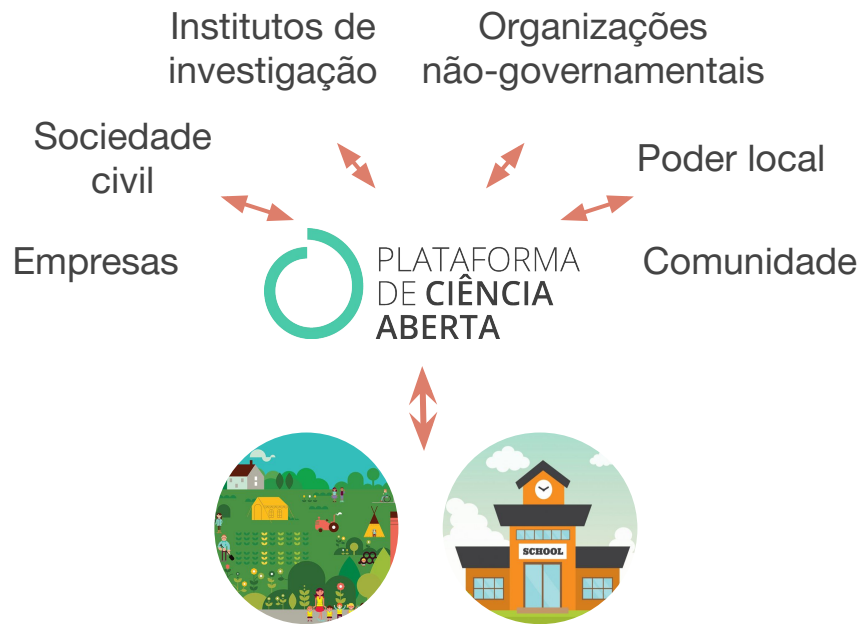 Institutos de
investigação
Organizações
não-governamentais
Sociedade
civil
Poder local
Empresas
PLATAFORMA
DE CIÊNCIA
ABERTA
Comunidade
SCHOOL